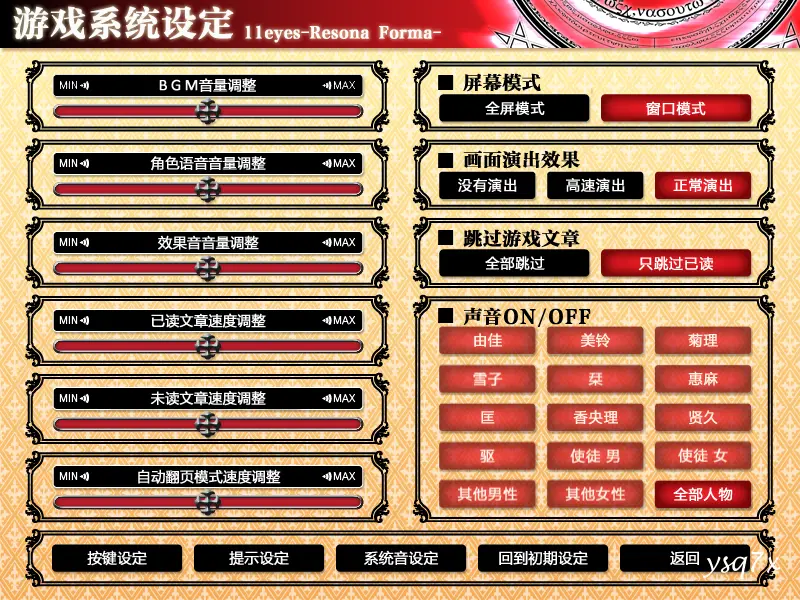 游戏系统设定 11eyes-Resona Forma-
MIN BGM音量调整 MAX
MIN 角色语音音量调整 MAX
MIN 效果音音量调整 MAX
MIN 已读文章速度调整 MAX
MIN 未读文章速度调整 MAX
MIN 自动翻页模式速度调整 MAX
屏幕模式
全屏模式 窗口模式
画面演出效果
没有演出 高速演出 正常演出
跳过游戏文章
全部跳过 只跳过已读
声音ON/OFF
由佳 美铃 菊理
雪子 栞 惠麻
匡 香央理 贤久
驱 使徒 男 使徒 女
其他男性 其他女性 全部人物
按键设定 提示设定 系统音设定 回到初期设定 返回